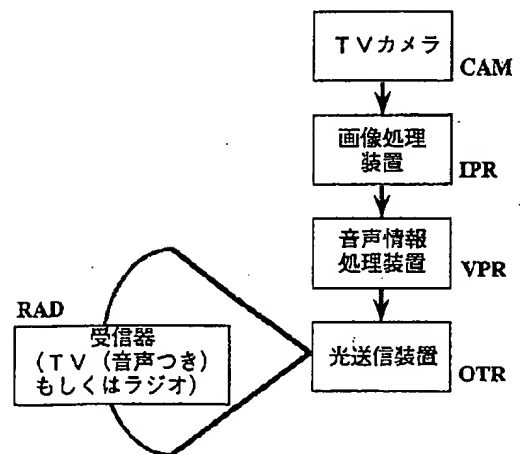 TVカメラ
CAM
画像処理
装置
IPR
音声情報
処理装置
VPR
RAD
受信器
(TV(音声つき)
もしくはラジオ)
光送信装置
OTR